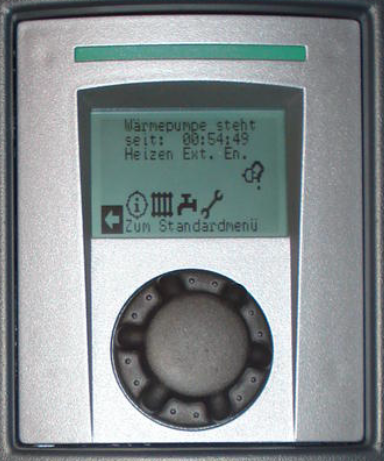 Wärmepumpe steht
seit: 00:54:49
Heizen Ext. En.
Zum Standardmenü